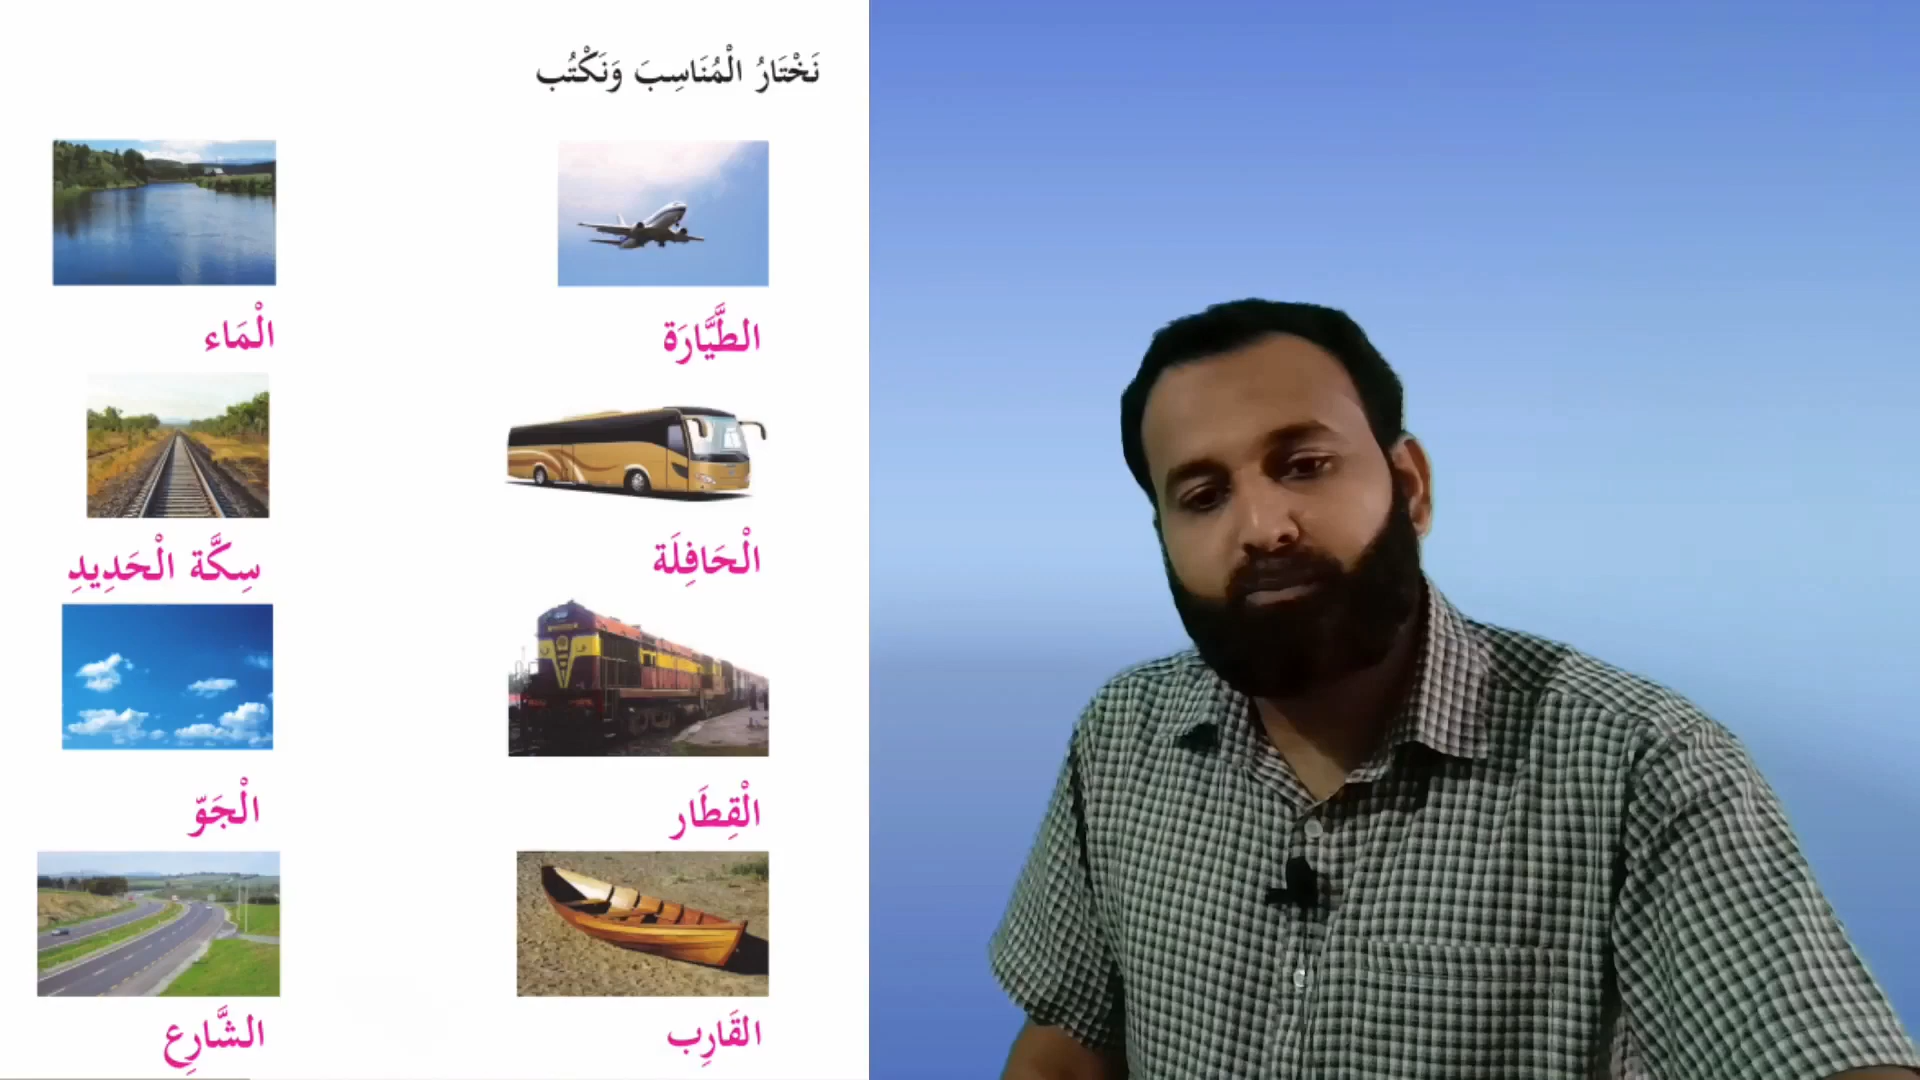 نَخْتَارُ الْمُنَاسِبَ وَنَكْتُب
الطَّيَّارَة
الْمَاء
الْحَافِلَة
سِكَّة الْحَدِيدِ
الْقِطَار
الْجَوّ
القَارِب
الشَّارِع